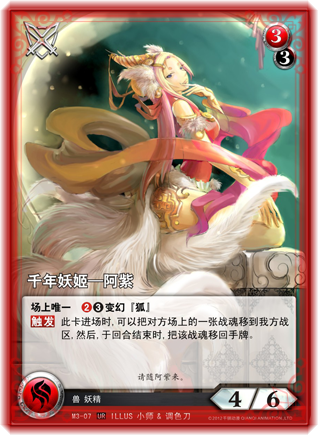 3
3
千年妖姬—阿紫
场上唯一 2 3 变幻『狐』
触发 此卡进场时,可以把对方场上的一张战魂移到我方战
区,然后,于回合结束时,把该战魂移回手牌。
请随阿紫来。
兽 妖精
4 / 6
M3-07 UR ILLUS 小师 & 调色刀